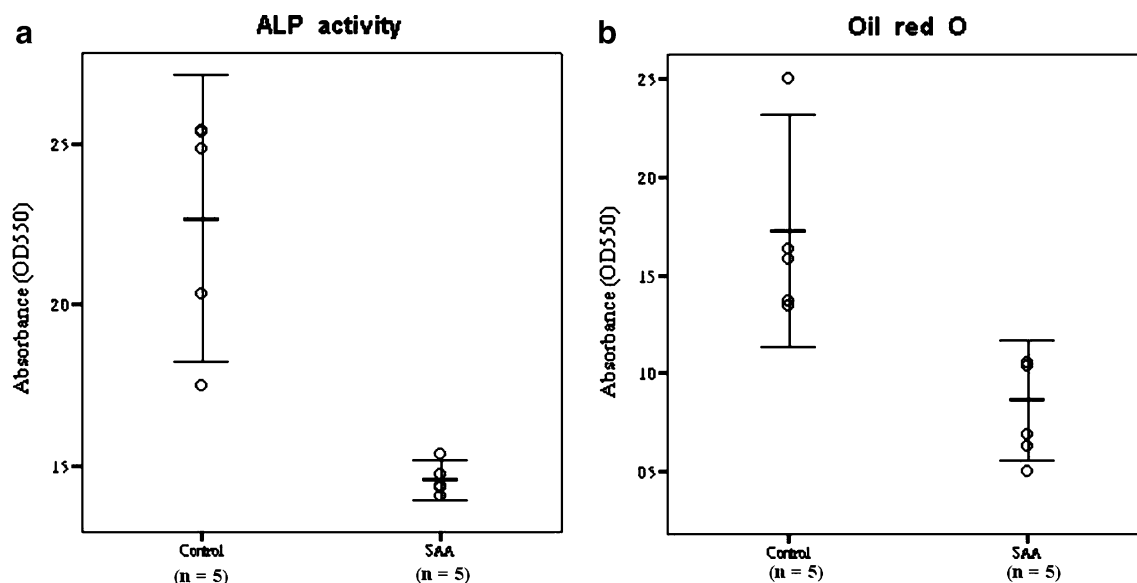 a
ALP activity
Absorbance (OD550)
25
20
15
Control
(n = 5)
SAA
(n = 5)
b
Oil red O
Absorbance (OD550)
25
20
15
10
05
Control
(n = 5)
SAA
(n = 5)